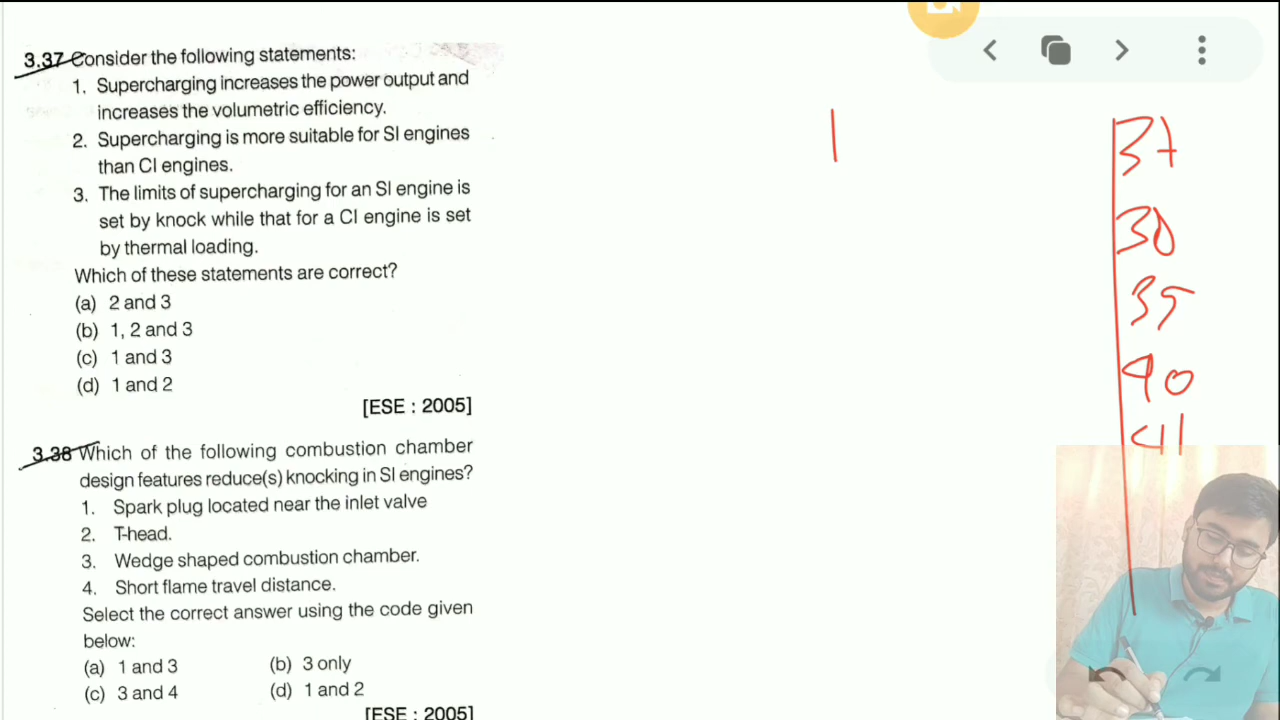 3.37 Consider the following statements:
1. Supercharging increases the power output and
increases the volumetric efficiency.
2. Supercharging is more suitable for SI engines
than CI engines.
3. The limits of supercharging for an SI engine is
set by knock while that for a CI engine is set
by thermal loading.
Which of these statements are correct?
(a) 2 and 3
(b) 1, 2 and 3
(c) 1 and 3
(d) 1 and 2
[ESE : 2005]
3.38 Which of the following combustion chamber
design features reduce(s) knocking in SI engines?
1. Spark plug located near the inlet valve
2. T-head.
3. Wedge shaped combustion chamber.
4. Short flame travel distance.
Select the correct answer using the code given
below:
(a) 1 and 3 (b) 3 only
(c) 3 and 4 (d) 1 and 2
[ESE : 2005]
37
30
35
40
41